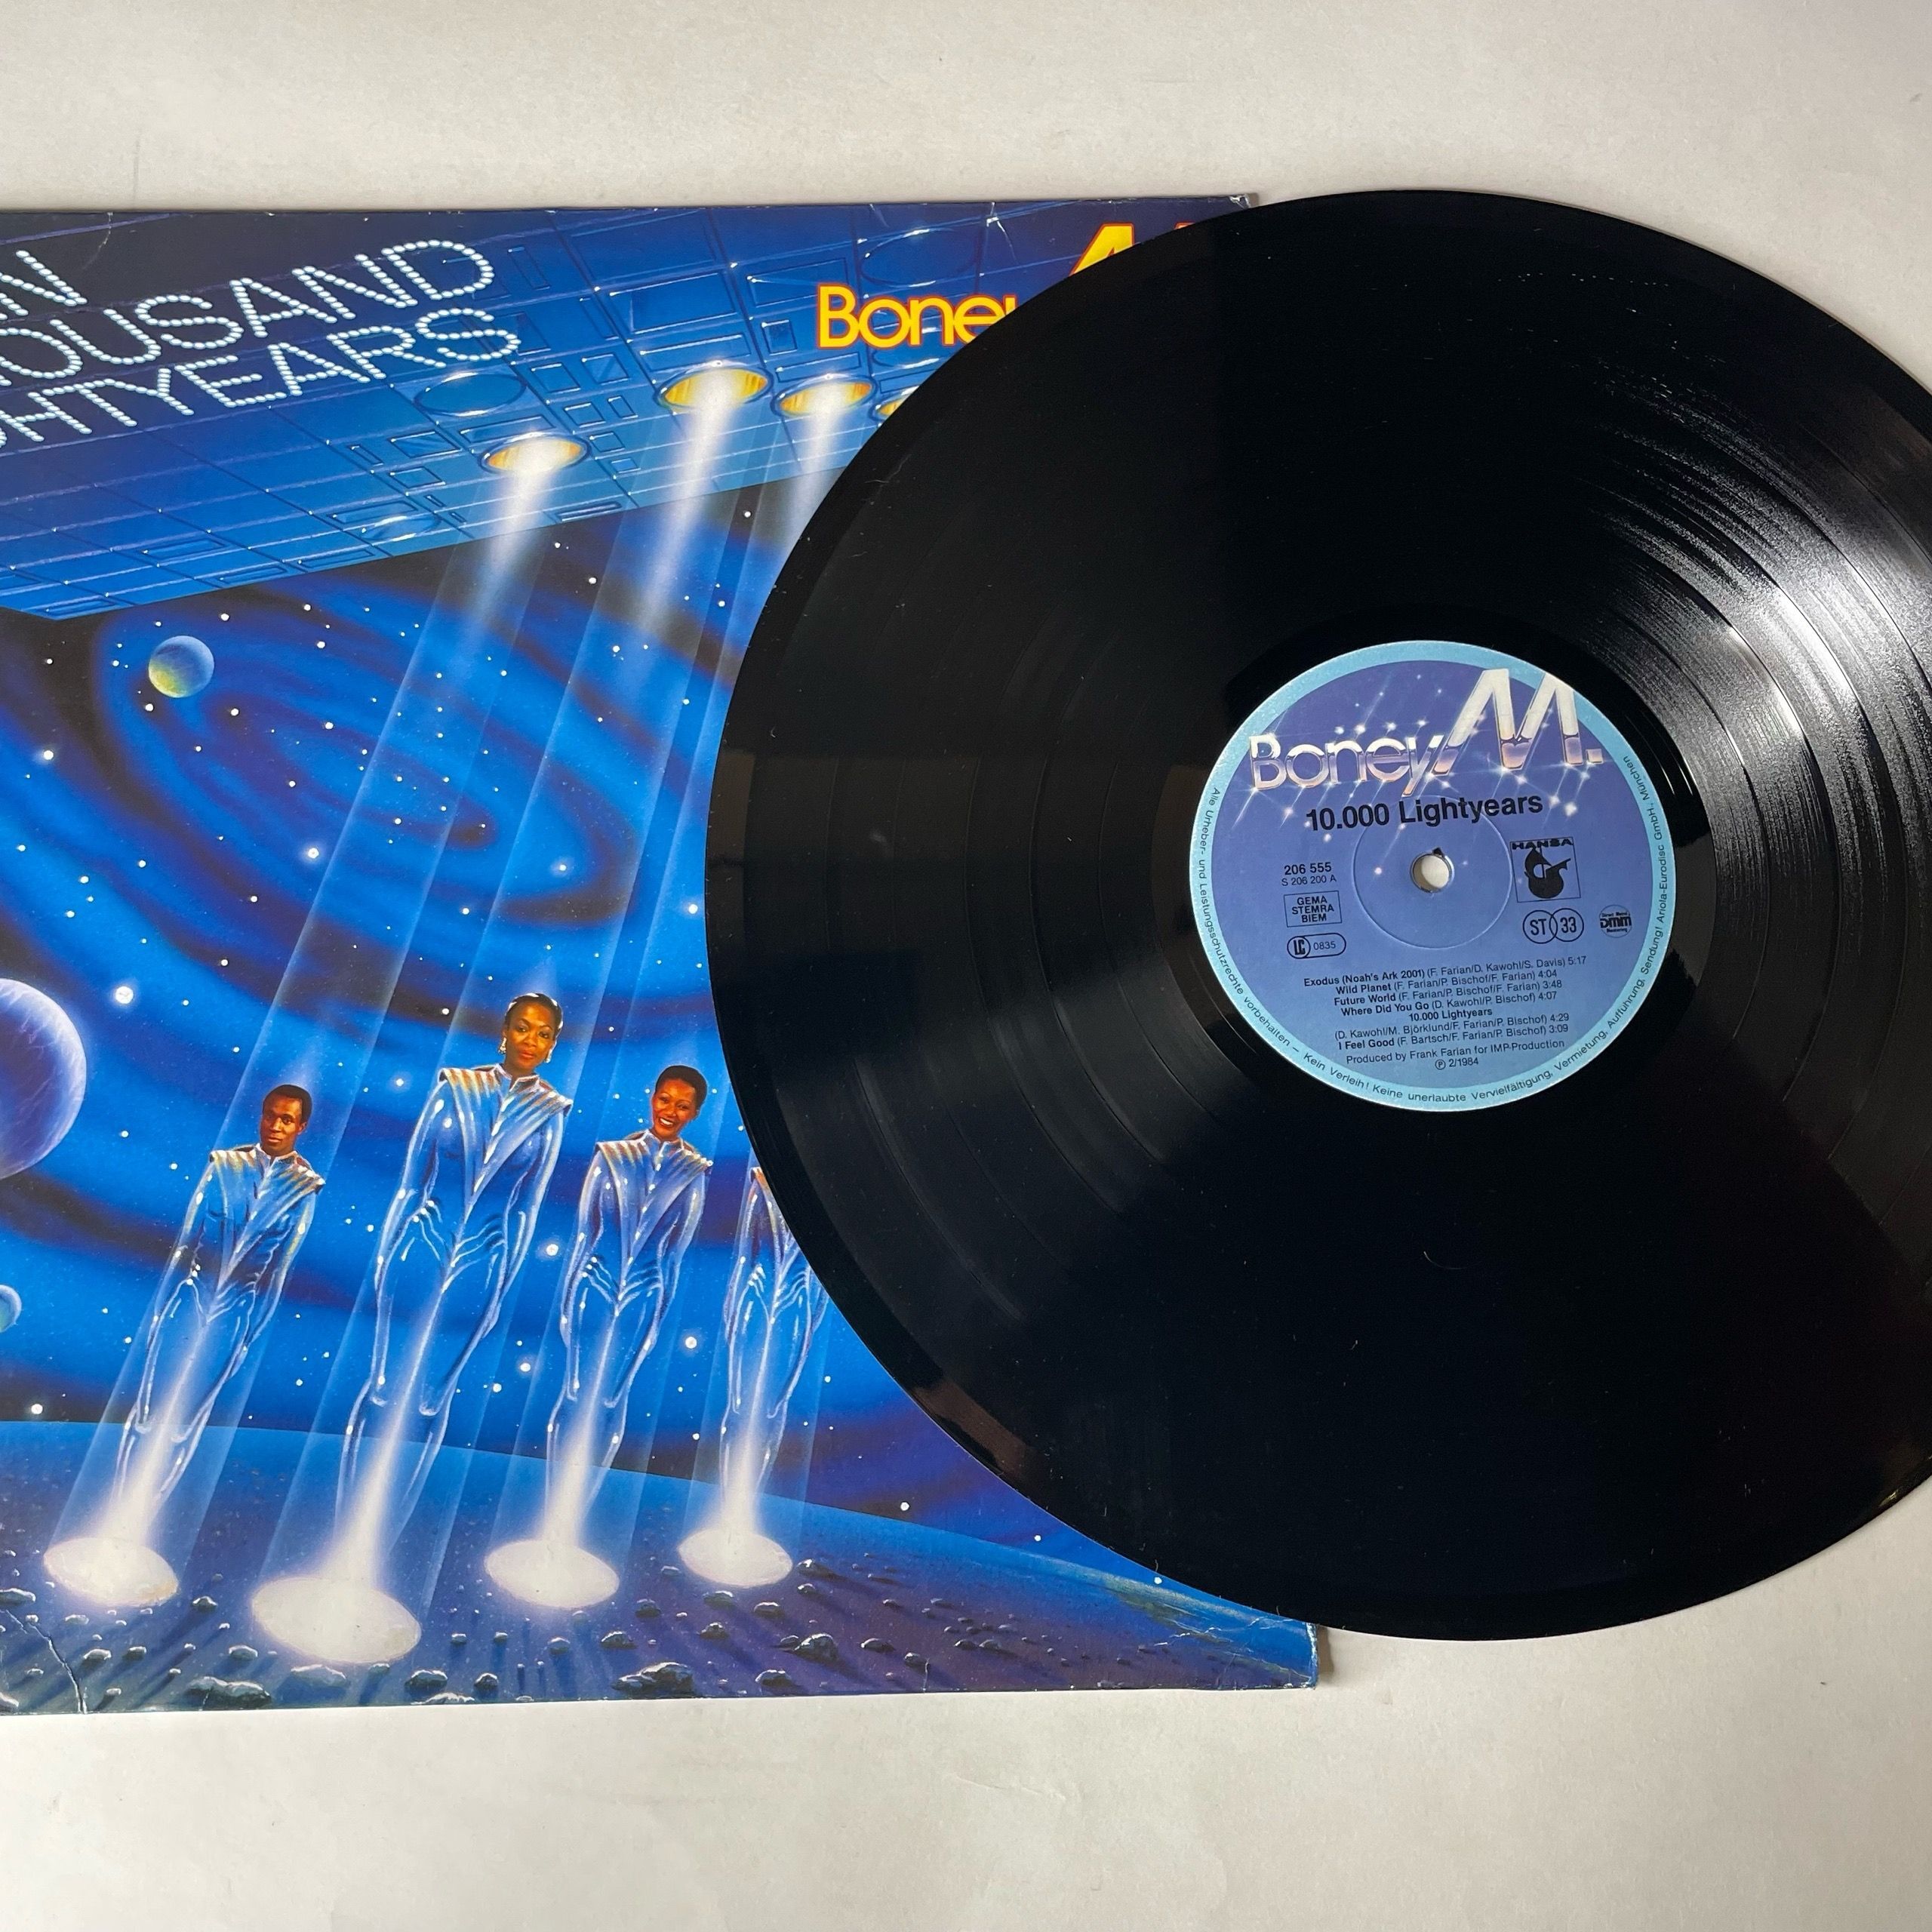 N
OUSAND
HTYEARS
Boney
Boney M.
10.000 Lightyears
HANSA
206 555
S 206 200 A
GEMA
STEMRA
BIEM
LC 0835
ST 33
Direct Metal
DMM
Mastering
Exodus (Noah's Ark 2001) (F. Farian/D. Kawohl/S. Davis) 5:17
Wild Planet (F. Farian/P. Bischof/F. Farian) 4:04
Future World (F. Farian/P. Bischof/F. Farian) 3:48
Where Did You Go (D. Kawohl/P. Bischof) 4:07
10.000 Lightyears
(D. Kawohl/M. Björklund/F. Farian/P. Bischof) 4:29
I Feel Good (F. Bartsch/F. Farian/P. Bischof) 3:09
Produced by Frank Farian for IMP-Production
Ⓟ 2/1984
Alle Urheber- und Leistungsschutzrechte vorbehalten – Kein Verleih! Keine unerlaubte Vervielfältigung, Vermietung, Aufführung, Sendung! Ariola-Eurodisc GmbH, München